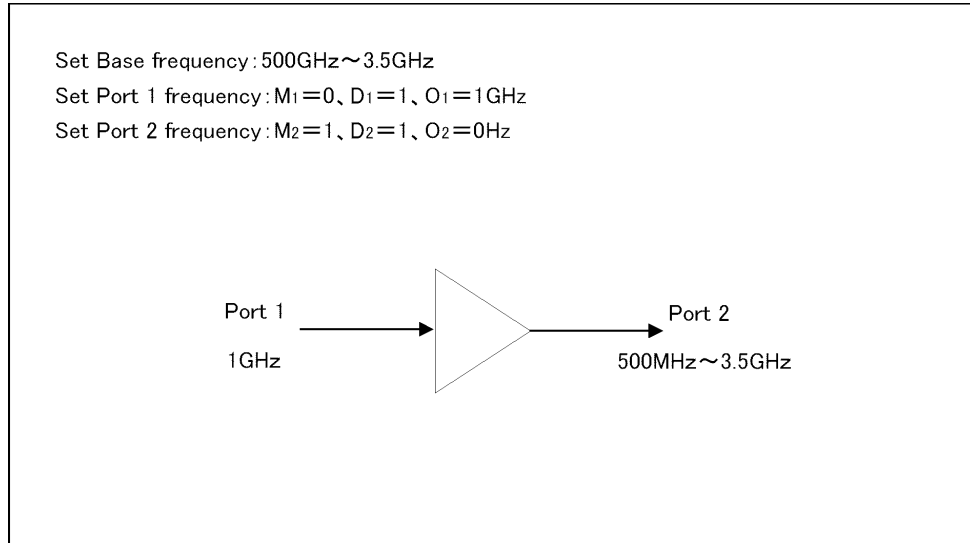 Set Base frequency:500GHz～3.5GHz
Set Port 1 frequency:M1＝0、D1＝1、O1＝1GHz
Set Port 2 frequency:M2＝1、D2＝1、O2＝0Hz
Port 1
Port 2
1GHz
500MHz～3.5GHz